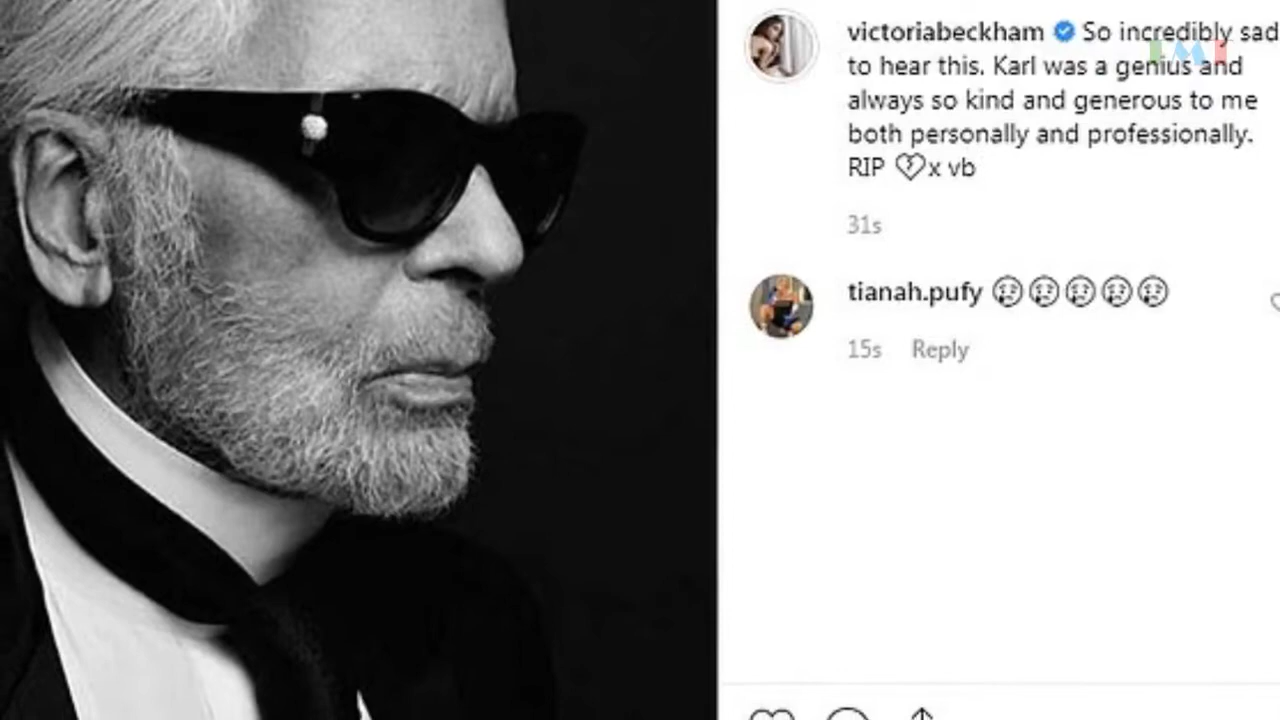 victoriabeckham So incredibly sad
to hear this. Karl was a genius and
always so kind and generous to me
both personally and professionally.
RIP 💔x vb
31s
tianah.pufy 😢😢😢😢😢
15s Reply